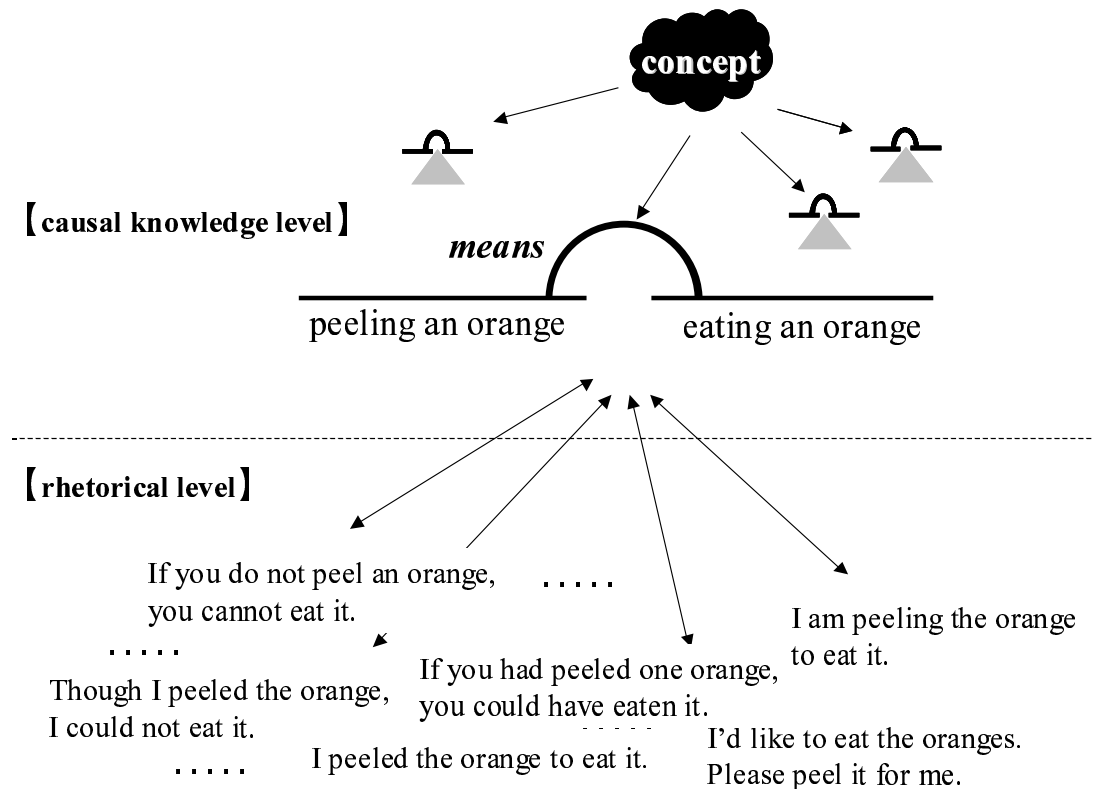 concept
【causal knowledge level】
means
peeling an orange
eating an orange
【rhetorical level】
If you do not peel an orange,
you cannot eat it.
.....
I am peeling the orange
to eat it.
.....
If you had peeled one orange,
you could have eaten it.
.....
Though I peeled the orange,
I could not eat it.
.....
I peeled the orange to eat it.
I'd like to eat the oranges.
Please peel it for me.